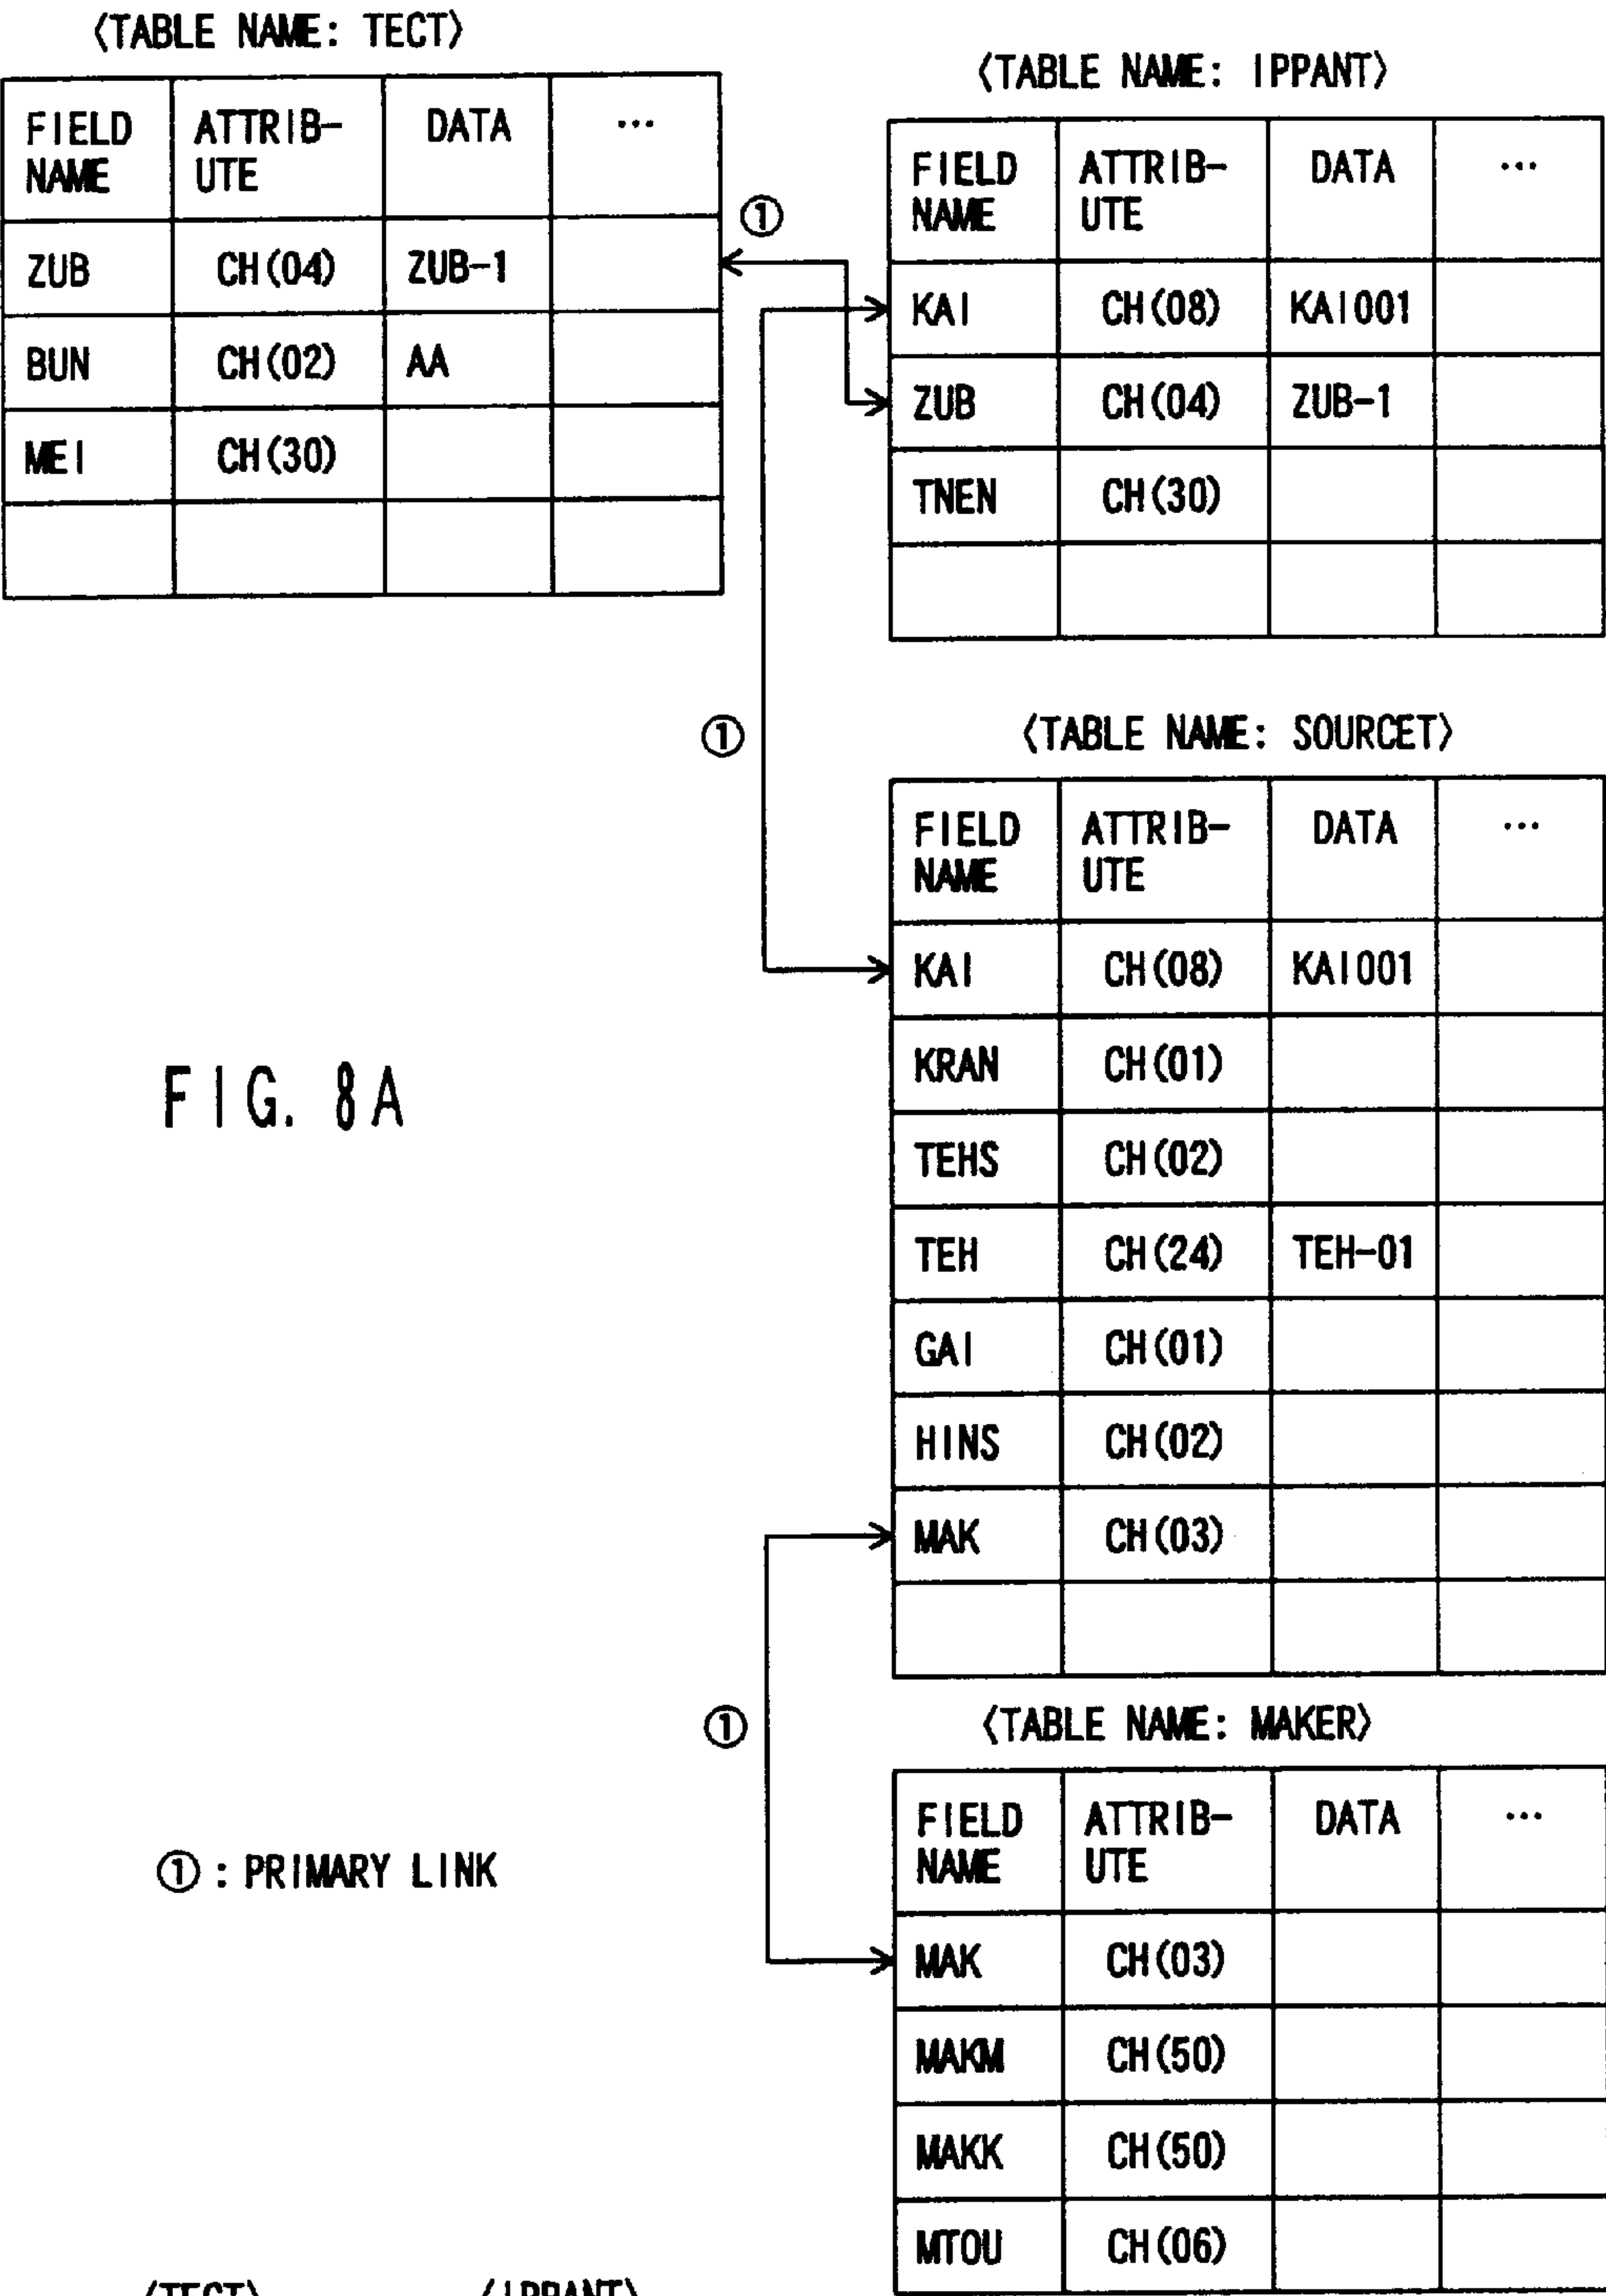 〈TABLE NAME: TECT〉
FIELD NAME ATTRIB-UTE DATA ...
ZUB CH(04) ZUB-1
BUN CH(02) AA
MEI CH(30)
①
〈TABLE NAME: IPPANT〉
FIELD NAME ATTRIB-UTE DATA ...
KAI CH(08) KAI001
ZUB CH(04) ZUB-1
TNEN CH(30)
①
〈TABLE NAME: SOURCET〉
FIELD NAME ATTRIB-UTE DATA ...
KAI CH(08) KAI001
KRAN CH(01)
TEHS CH(02)
TEH CH(24) TEH-01
GAI CH(01)
HINS CH(02)
MAK CH(03)
FIG. 8A
①
〈TABLE NAME: MAKER〉
FIELD NAME ATTRIB-UTE DATA ...
MAK CH(03)
MAKM CH(50)
MAKK CH(50)
MTOU CH(06)
① : PRIMARY LINK
〈TECT〉 〈IPPANT〉